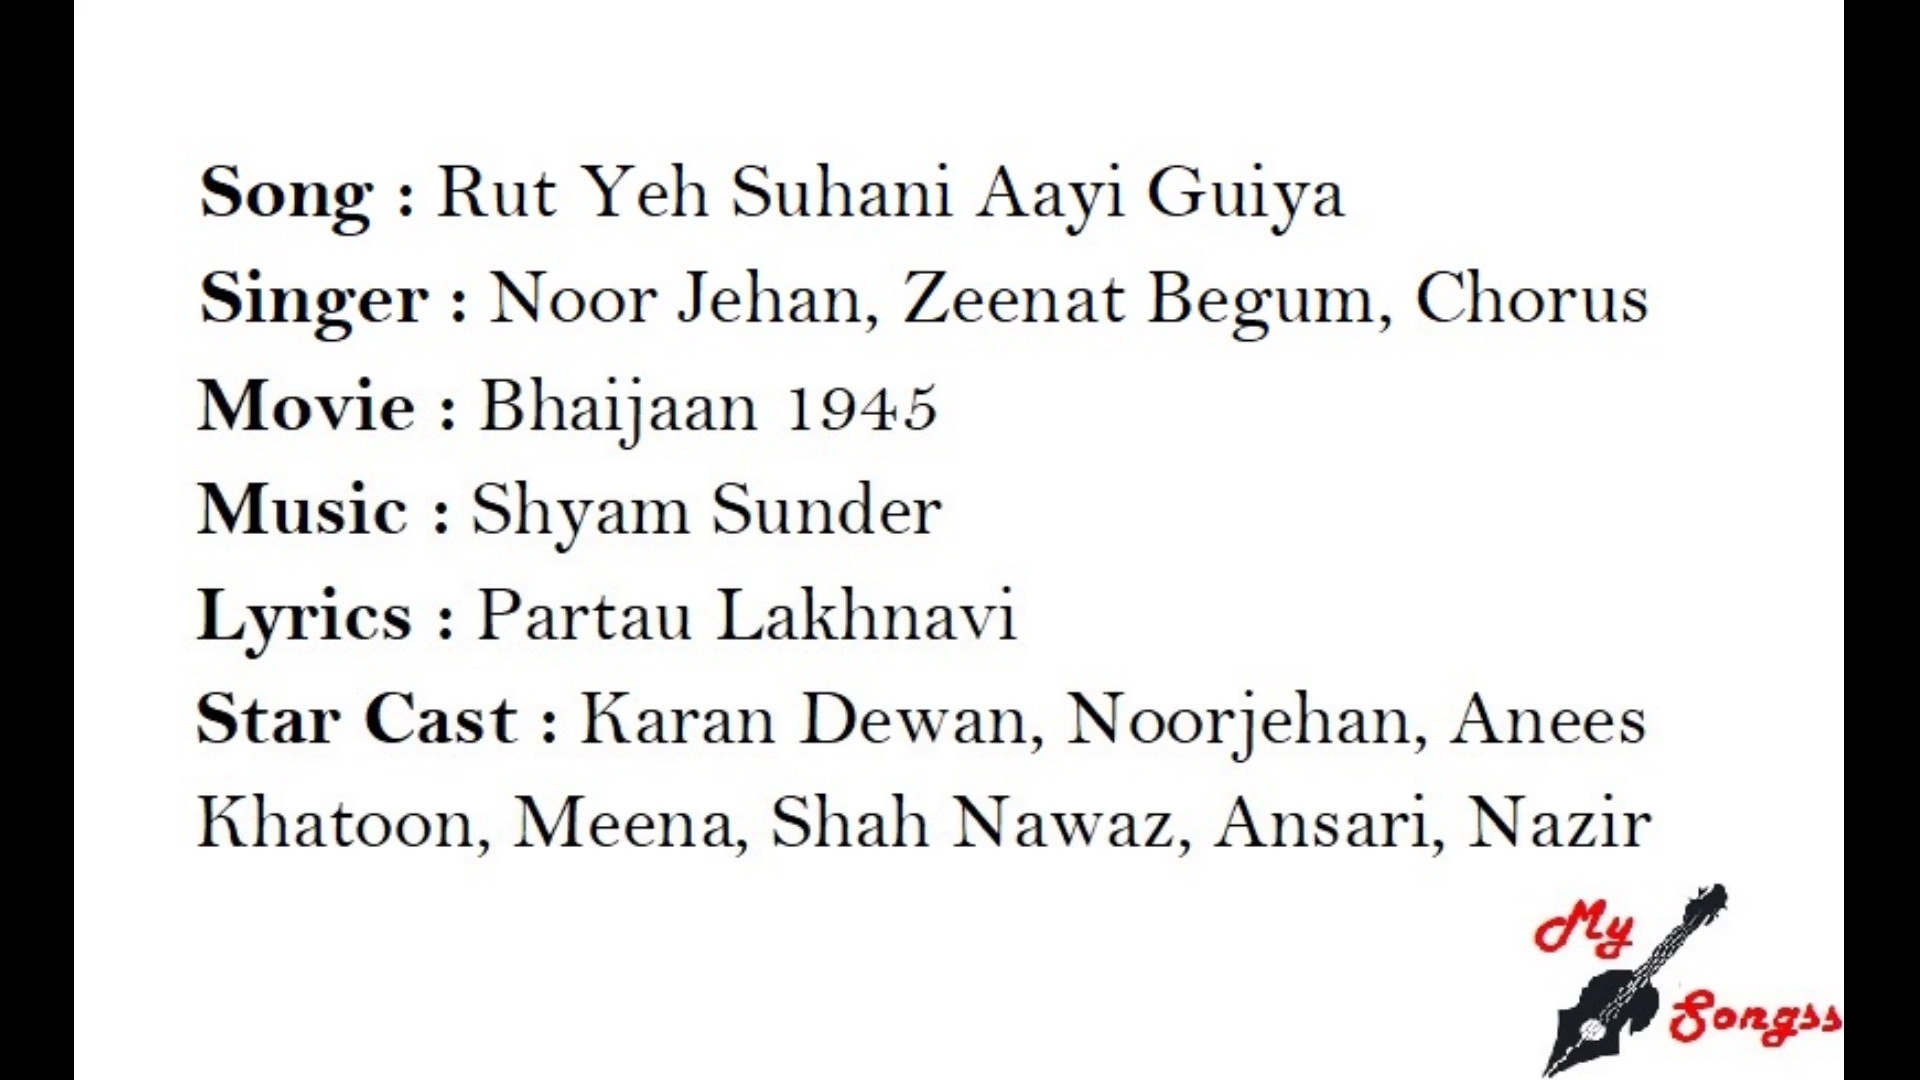 Song : Rut Yeh Suhani Aayi Guiya
Singer : Noor Jehan, Zeenat Begum, Chorus
Movie : Bhaijaan 1945
Music : Shyam Sunder
Lyrics : Partau Lakhnavi
Star Cast : Karan Dewan, Noorjehan, Anees
Khatoon, Meena, Shah Nawaz, Ansari, Nazir
My
Songss